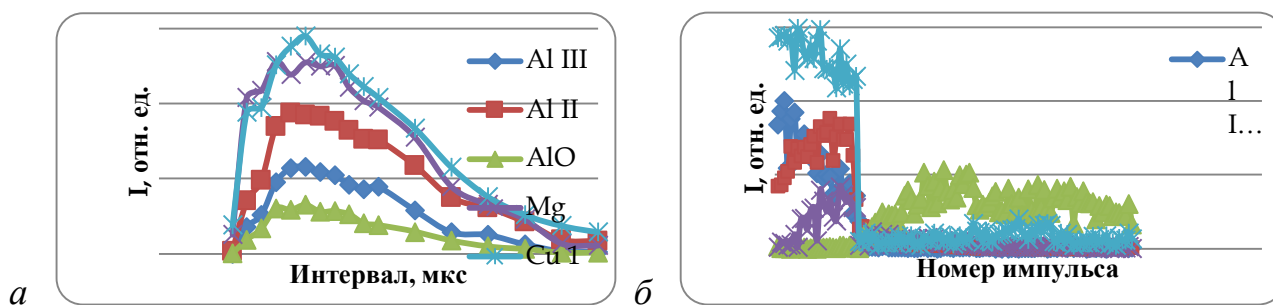 I, отн. ед.
Al III
Al II
AlO
Mg
Cu 1
Интервал, мкс
а
I, отн. ед.
A
l
I…
Номер импульса
б